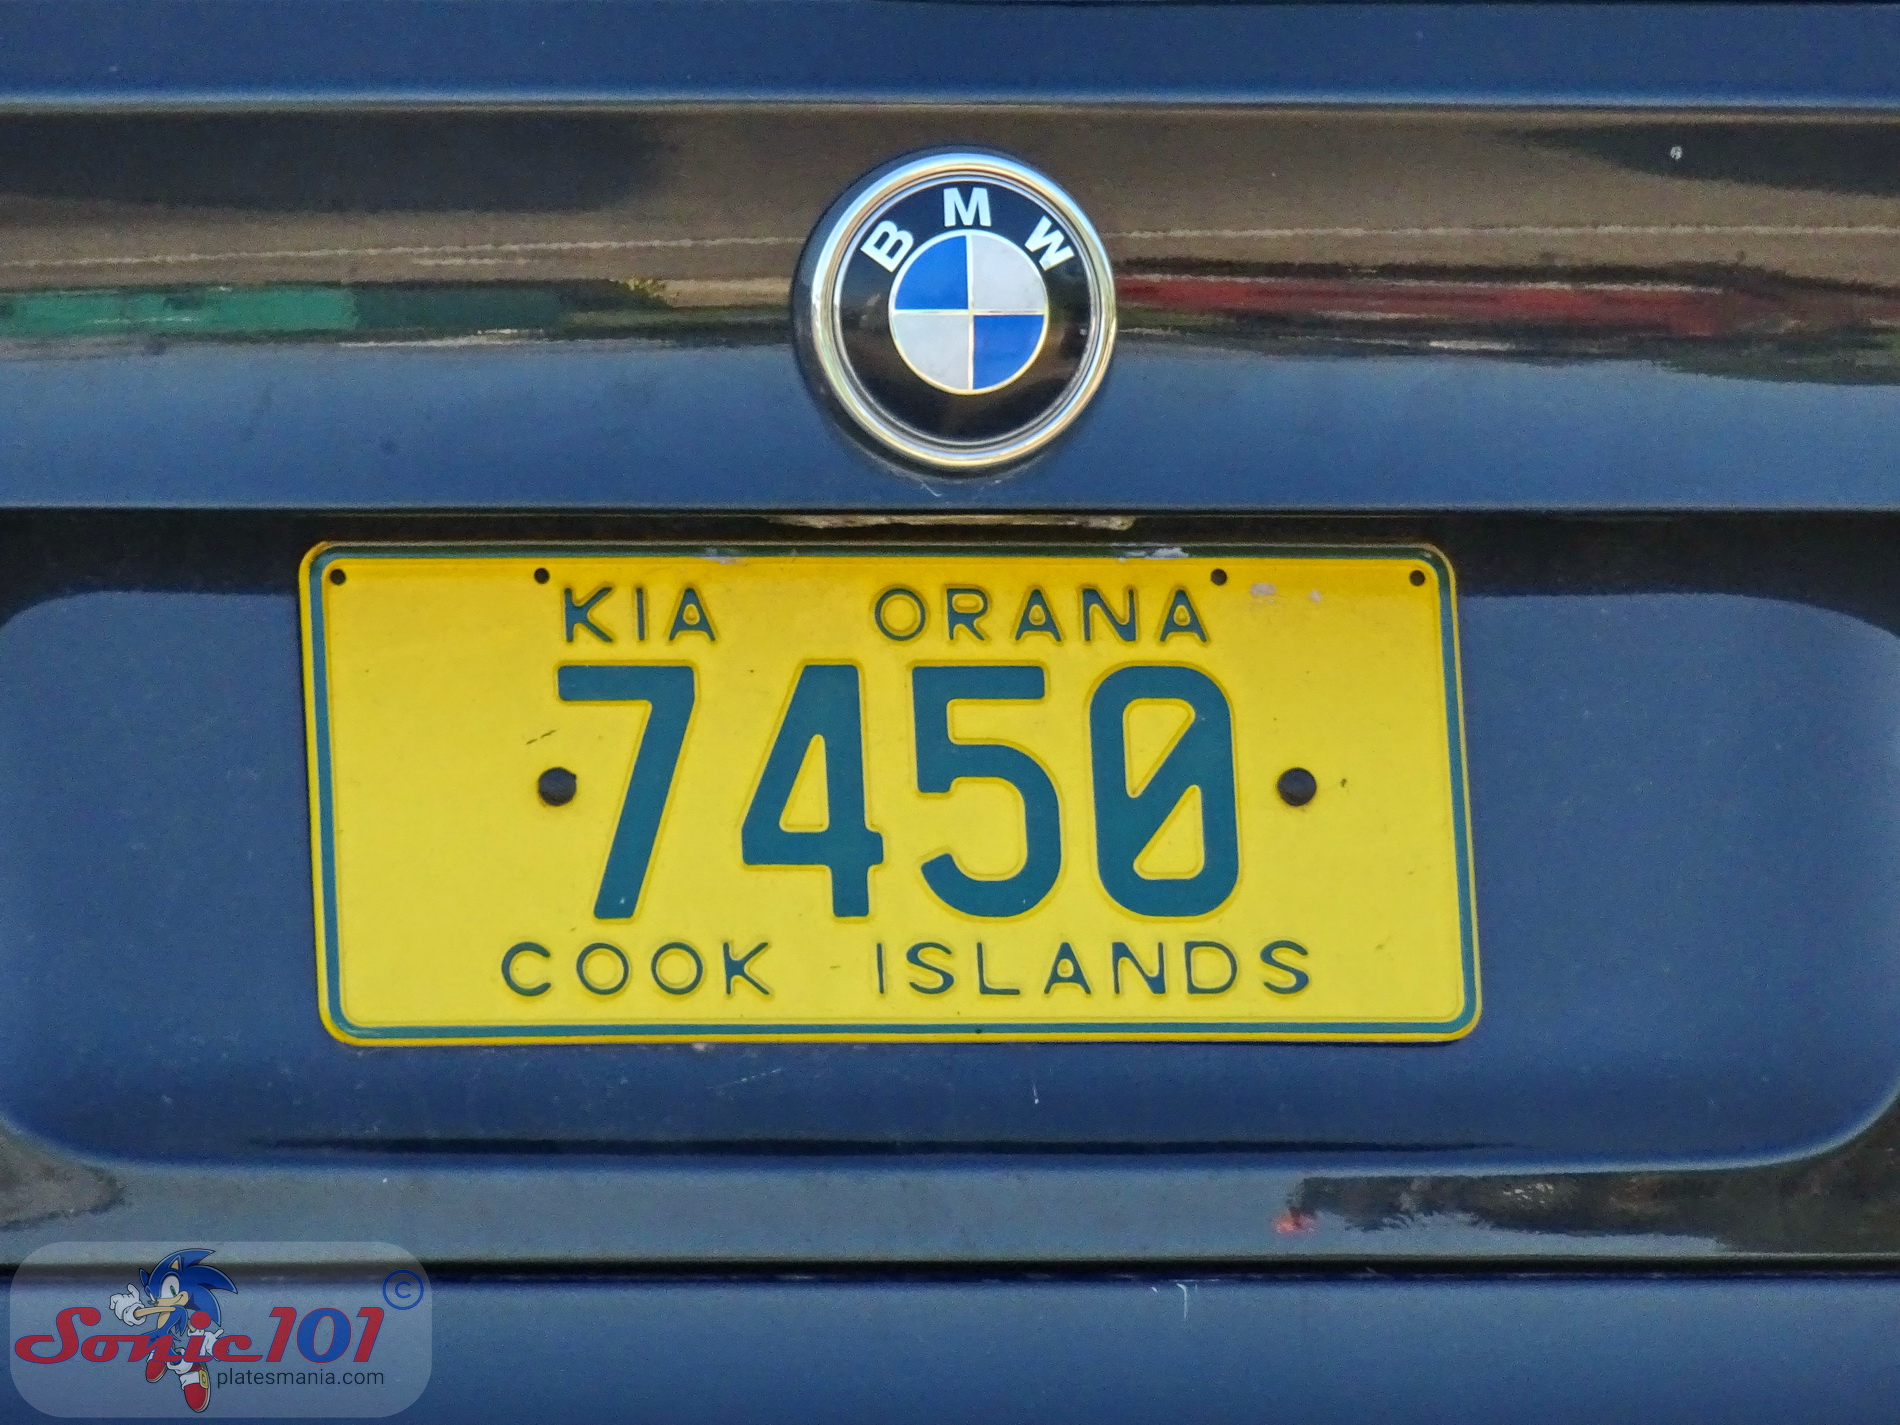 BMW
KIA ORANA
7450
COOK ISLANDS
Sonic101 ©
platesmania.com